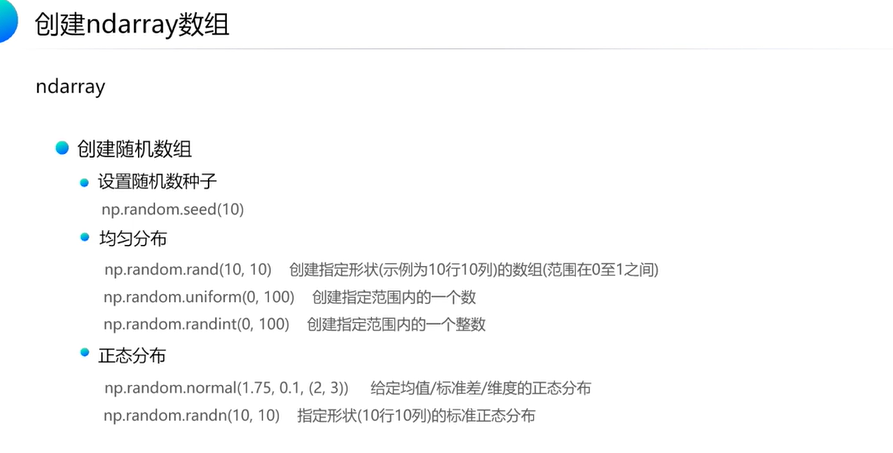 创建ndarray数组
ndarray
创建随机数组
设置随机数种子
np.random.seed(10)
均匀分布
np.random.rand(10, 10) 创建指定形状(示例为10行10列)的数组(范围在0至1之间)
np.random.uniform(0, 100) 创建指定范围内的一个数
np.random.randint(0, 100) 创建指定范围内的一个整数
正态分布
np.random.normal(1.75, 0.1, (2, 3)) 给定均值/标准差/维度的正态分布
np.random.randn(10, 10) 指定形状(10行10列)的标准正态分布